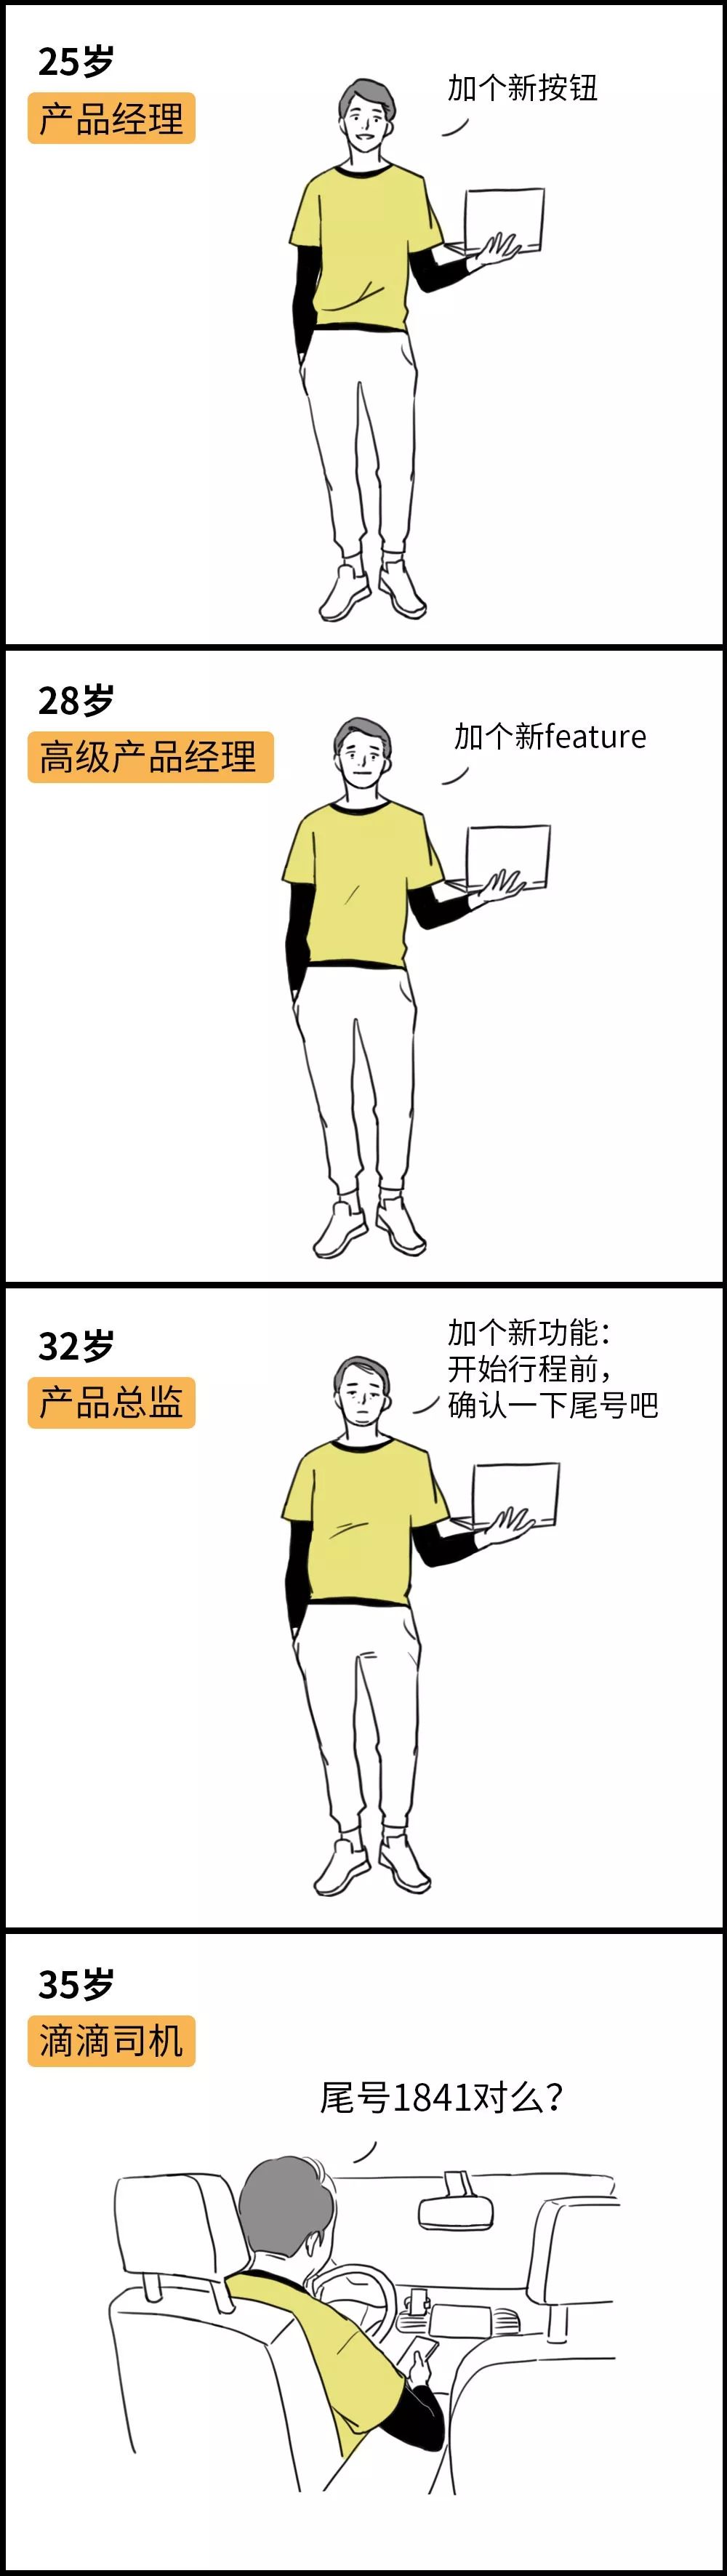 25岁
产品经理
加个新按钮
28岁
高级产品经理
加个新feature
32岁
产品总监
加个新功能：
开始行程前，
确认一下尾号吧
35岁
滴滴司机
尾号1841对么？